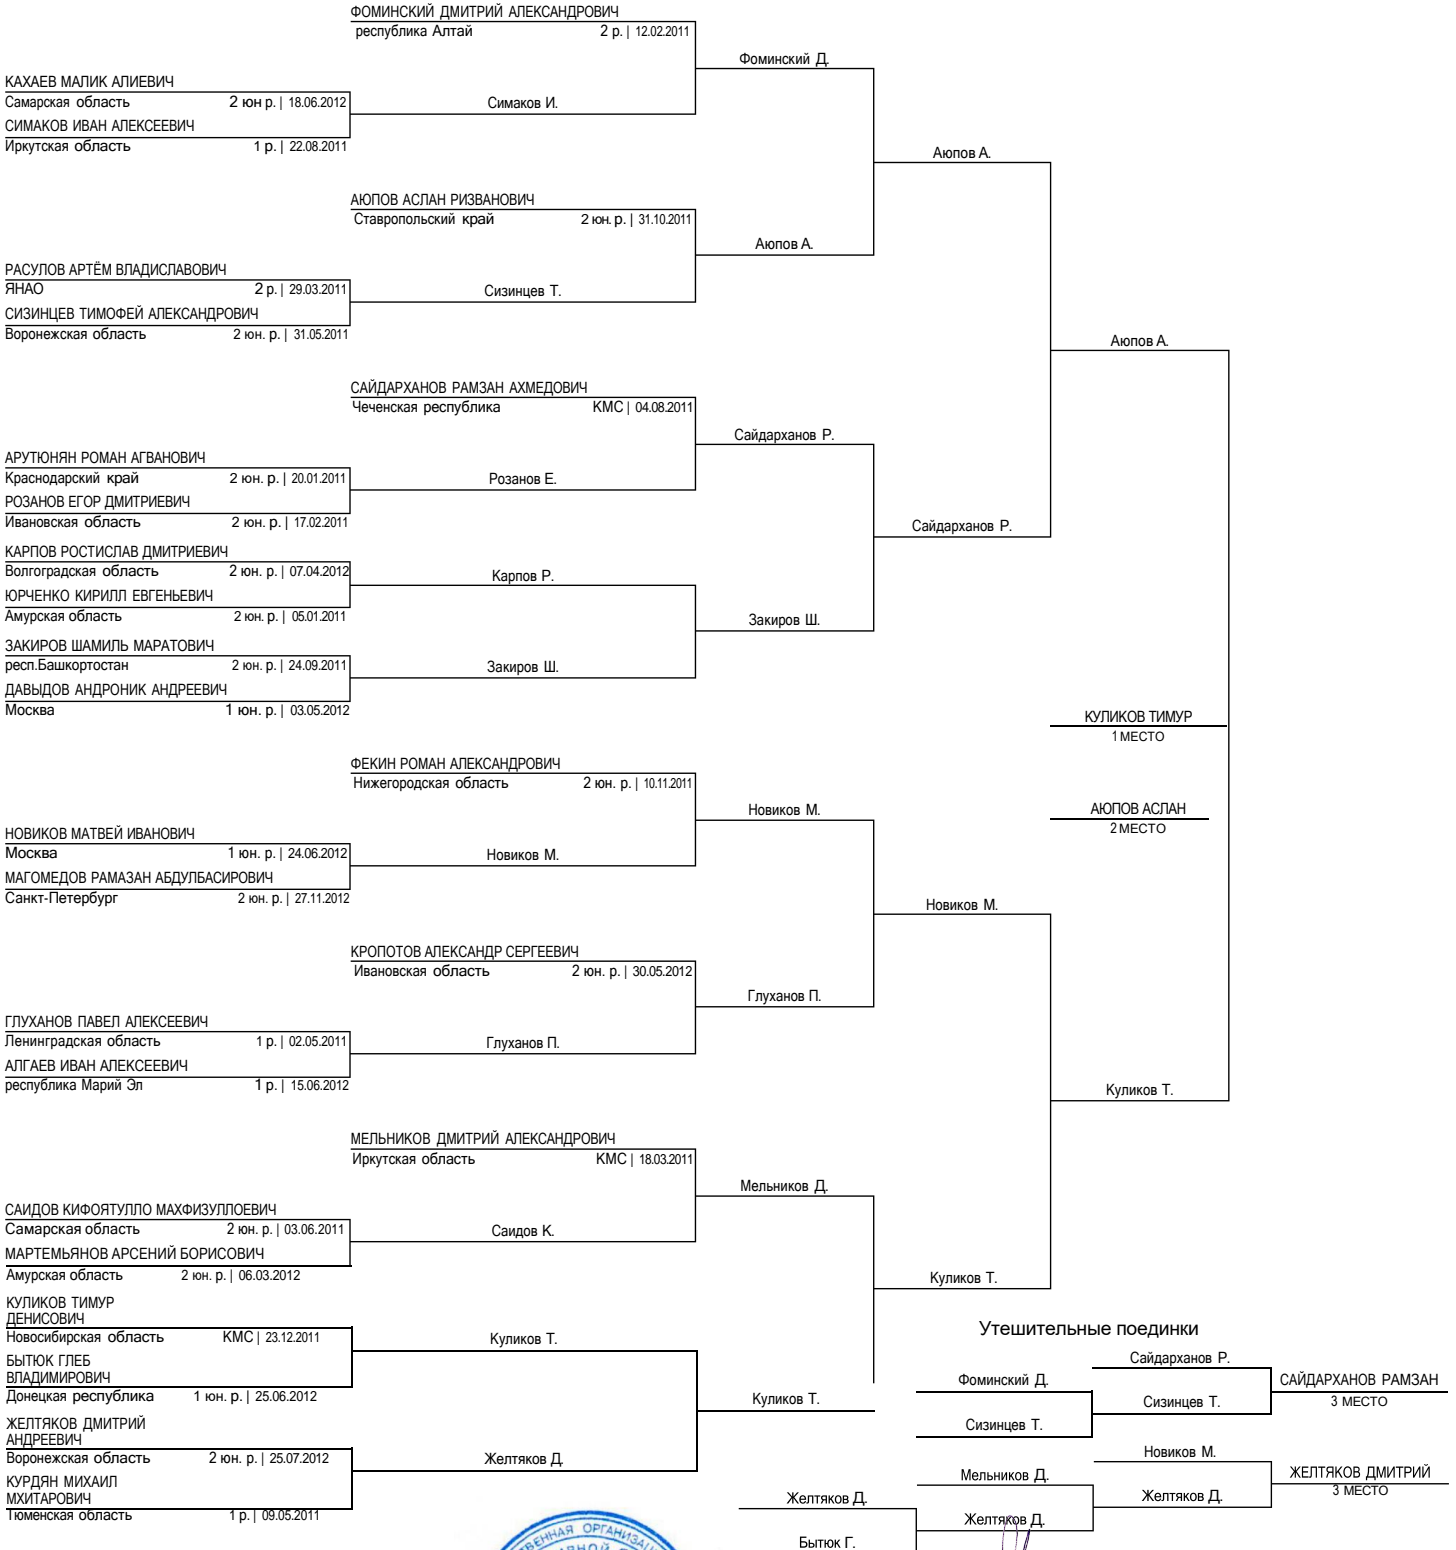 ФОМИНСКИЙ ДМИТРИЙ АЛЕКСАНДРОВИЧ
республика Алтай 2 р. | 12.02.2011
Фоминский Д.
КАХАЕВ МАЛИК АЛИЕВИЧ
Самарская область 2 юн р. | 18.06.2012
Симаков И.
СИМАКОВ ИВАН АЛЕКСЕЕВИЧ
Иркутская область 1 р. | 22.08.2011
Аюпов А.
АЮПОВ АСЛАН РИЗВАНОВИЧ
Ставропольский край 2 юн. р. | 31.10.2011
Аюпов А.
РАСУЛОВ АРТЁМ ВЛАДИСЛАВОВИЧ
ЯНАО 2 р. | 29.03.2011
Сизинцев Т.
СИЗИНЦЕВ ТИМОФЕЙ АЛЕКСАНДРОВИЧ
Воронежская область 2 юн. р. | 31.05.2011
Аюпов А.
САЙДАРХАНОВ РАМЗАН АХМЕДОВИЧ
Чеченская республика КМС | 04.08.2011
Сайдарханов Р.
АРУТЮНЯН РОМАН АГВАНОВИЧ
Краснодарский край 2 юн. р. | 20.01.2011
Розанов Е.
РОЗАНОВ ЕГОР ДМИТРИЕВИЧ
Ивановская область 2 юн. р. | 17.02.2011
Сайдарханов Р.
КАРПОВ РОСТИСЛАВ ДМИТРИЕВИЧ
Волгоградская область 2 юн. р. | 07.04.2012
Карпов Р.
ЮРЧЕНКО КИРИЛЛ ЕВГЕНЬЕВИЧ
Амурская область 2 юн. р. | 05.01.2011
Закиров Ш.
ЗАКИРОВ ШАМИЛЬ МАРАТОВИЧ
респ.Башкортостан 2 юн. р. | 24.09.2011
Закиров Ш.
ДАВЫДОВ АНДРОНИК АНДРЕЕВИЧ
Москва 1 юн. р. | 03.05.2012
КУЛИКОВ ТИМУР
1 МЕСТО
ФЕКИН РОМАН АЛЕКСАНДРОВИЧ
Нижегородская область 2 юн. р. | 10.11.2011
Новиков М.
АЮПОВ АСЛАН
2 МЕСТО
НОВИКОВ МАТВЕЙ ИВАНОВИЧ
Москва 1 юн. р. | 24.06.2012
Новиков М.
МАГОМЕДОВ РАМАЗАН АБДУЛБАСИРОВИЧ
Санкт-Петербург 2 юн. р. | 27.11.2012
Новиков М.
КРОПОТОВ АЛЕКСАНДР СЕРГЕЕВИЧ
Ивановская область 2 юн. р. | 30.05.2012
Глуханов П.
ГЛУХАНОВ ПАВЕЛ АЛЕКСЕЕВИЧ
Ленинградская область 1 р. | 02.05.2011
Глуханов П.
АЛГАЕВ ИВАН АЛЕКСЕЕВИЧ
республика Марий Эл 1 р. | 15.06.2012
Куликов Т.
МЕЛЬНИКОВ ДМИТРИЙ АЛЕКСАНДРОВИЧ
Иркутская область КМС | 18.03.2011
Мельников Д.
САИДОВ КИФОЯТУЛЛО МАХФИЗУЛЛОЕВИЧ
Самарская область 2 юн. р. | 03.06.2011
Саидов К.
МАРТЕМЬЯНОВ АРСЕНИЙ БОРИСОВИЧ
Амурская область 2 юн. р. | 06.03.2012
Куликов Т.
КУЛИКОВ ТИМУР
ДЕНИСОВИЧ
Новосибирская область КМС | 23.12.2011
Куликов Т.
БЫТЮК ГЛЕБ
ВЛАДИМИРОВИЧ
Донецкая республика 1 юн. р. | 25.06.2012
Куликов Т.
ЖЕЛТЯКОВ ДМИТРИЙ
АНДРЕЕВИЧ
Воронежская область 2 юн. р. | 25.07.2012
Желтяков Д.
КУРДЯН МИХАИЛ
МХИТАРОВИЧ
Тюменская область 1 р. | 09.05.2011
Утешительные поединки
Сайдарханов Р.
Фоминский Д.
САЙДАРХАНОВ РАМЗАН
3 МЕСТО
Сизинцев Т.
Сизинцев Т.
Новиков М.
Мельников Д.
ЖЕЛТЯКОВ ДМИТРИЙ
3 МЕСТО
Желтяков Д.
Желтяков Д.
Желтяков Д.
Бытюк Г.